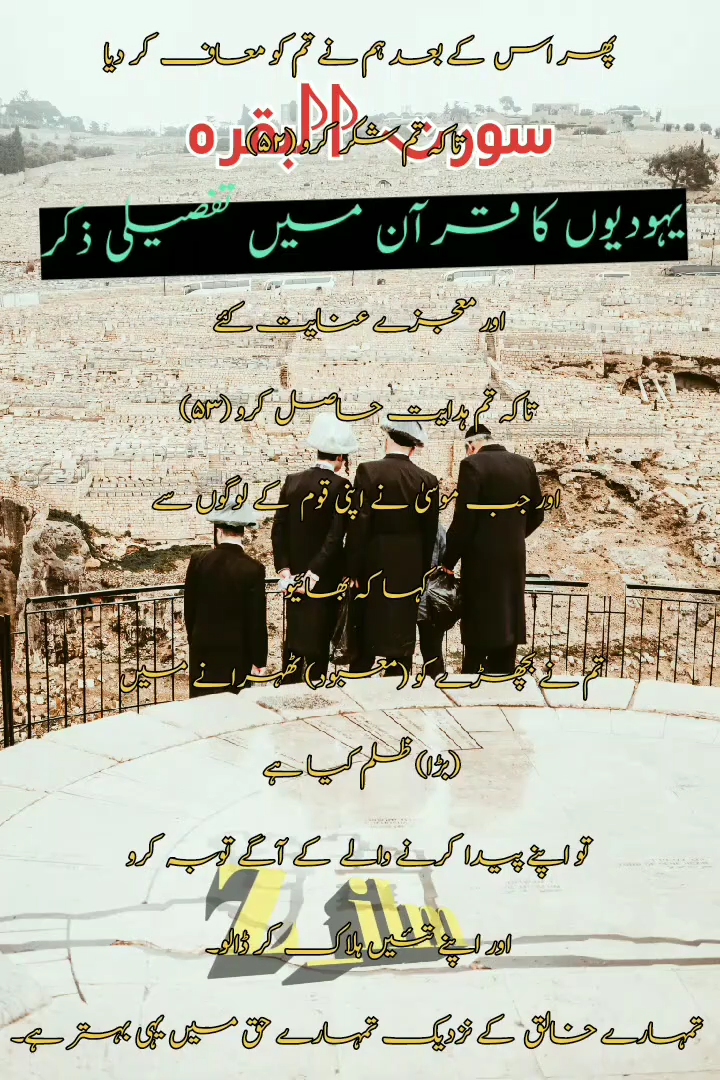 پھر اس کے بعد ہم نے تم کو معاف کر دیا
سورت البقرہ
تاکہ تم شکر کرو (۵۲)
یہودیوں کا قرآن میں تفصیلی ذکر
اور معجزے عنایت کئے
تاکہ تم ہدایت حاصل کرو (۵۳)
اور جب موسیٰ نے اپنی قوم کے لوگوں سے
کہا کہ بھائیو
تم نے بچھڑے کو (معبود) ٹھہرانے میں
(بڑا) ظلم کیا ہے
تو اپنے پیدا کرنے والے کے آگے توبہ کرو
اور اپنے تئیں ہلاک کر ڈالو۔
تمہارے خالق کے نزدیک تمہارے حق میں یہی بہتر ہے۔